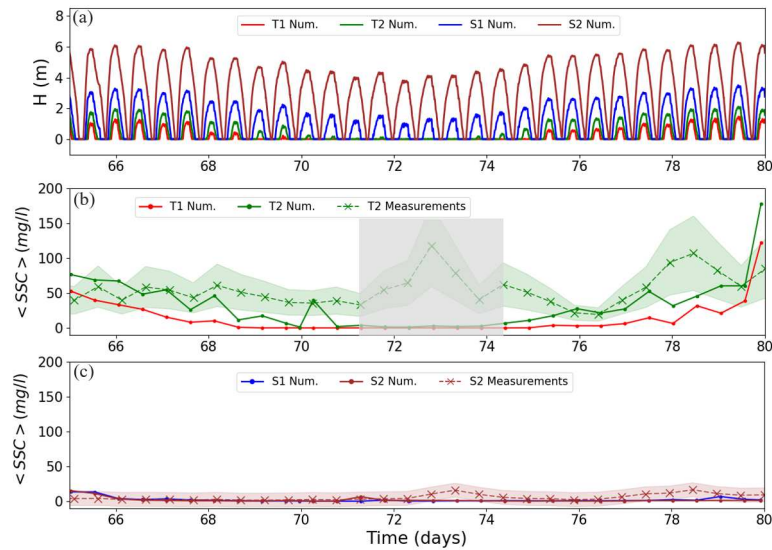 (a)
T1 Num. T2 Num. S1 Num. S2 Num.
H (m)
8
6
4
2
0
66 68 70 72 74 76 78 80
(b)
T1 Num. T2 Num. T2 Measurements
< SSC > (mg/l)
200
150
100
50
0
66 68 70 72 74 76 78 80
(c)
S1 Num. S2 Num. S2 Measurements
< SSC > (mg/l)
200
150
100
50
0
66 68 70 72 74 76 78 80
Time (days)